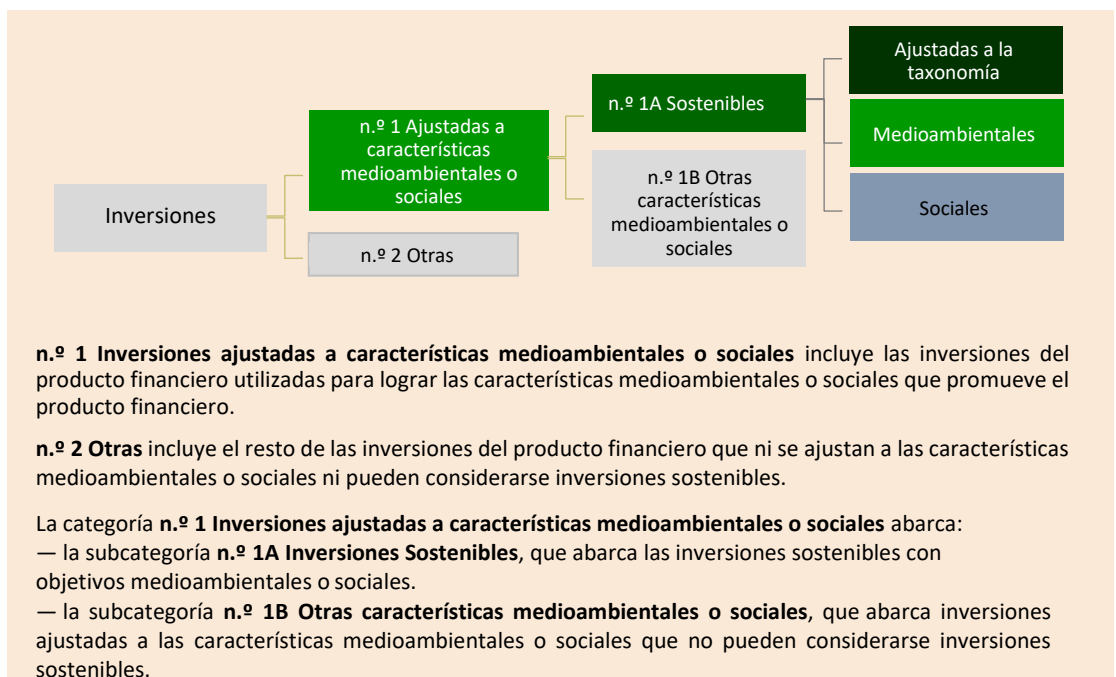 Ajustadas a la
taxonomía
n.º 1A Sostenibles
n.º 1 Ajustadas a
características
medioambientales o
sociales
Medioambientales
n.º 1B Otras
características
medioambientales o
sociales
Inversiones
Sociales
n.º 2 Otras
n.º 1 Inversiones ajustadas a características medioambientales o sociales incluye las inversiones del
producto financiero utilizadas para lograr las características medioambientales o sociales que promueve el
producto financiero.
n.º 2 Otras incluye el resto de las inversiones del producto financiero que ni se ajustan a las características
medioambientales o sociales ni pueden considerarse inversiones sostenibles.
La categoría n.º 1 Inversiones ajustadas a características medioambientales o sociales abarca:
— la subcategoría n.º 1A Inversiones Sostenibles, que abarca las inversiones sostenibles con
objetivos medioambientales o sociales.
— la subcategoría n.º 1B Otras características medioambientales o sociales, que abarca inversiones
ajustadas a las características medioambientales o sociales que no pueden considerarse inversiones
sostenibles.